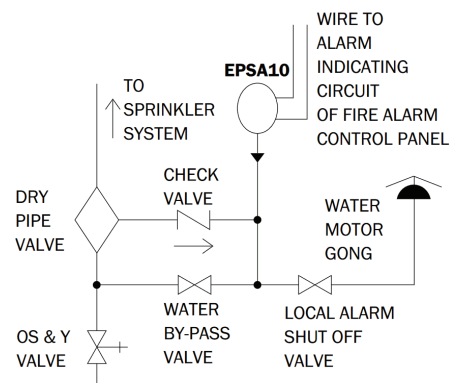 WIRE TO
ALARM
INDICATING
CIRCUIT
OF FIRE ALARM
CONTROL PANEL
EPSA10
TO
SPRINKLER
SYSTEM
CHECK
VALVE
DRY
PIPE
VALVE
WATER
MOTOR
GONG
WATER
BY-PASS
VALVE
LOCAL ALARM
SHUT OFF
VALVE
OS & Y
VALVE